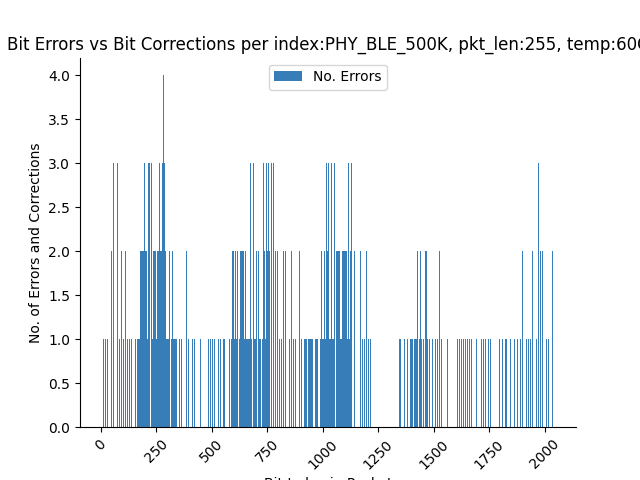 Bit Errors vs Bit Corrections per index:PHY_BLE_500K, pkt_len:255, temp:60
No. Errors
No. of Errors and Corrections
4.0
3.5
3.0
2.5
2.0
1.5
1.0
0.5
0.0
0 250 500 750 1000 1250 1500 1750 2000